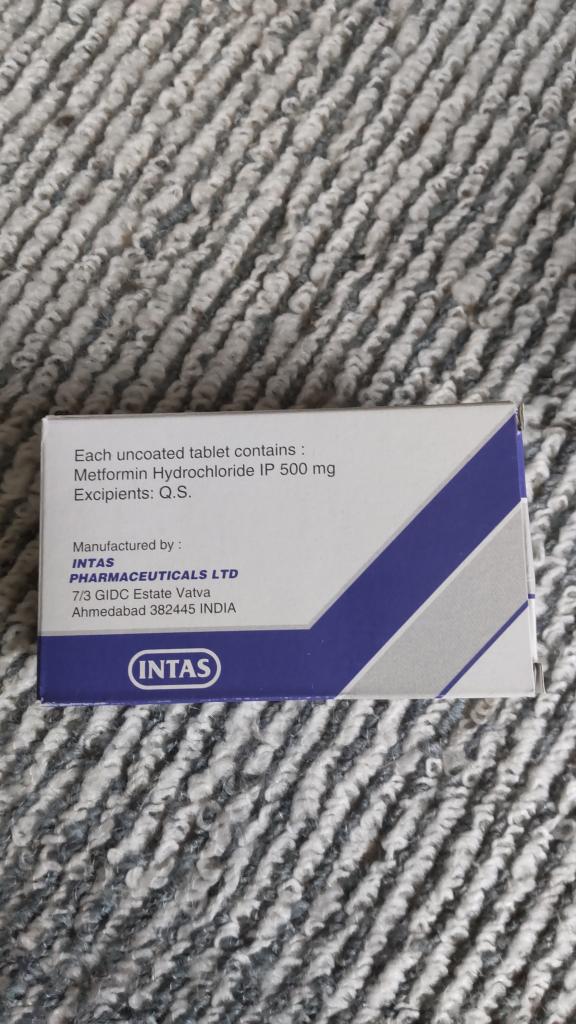 Each uncoated tablet contains :
Metformin Hydrochloride IP 500 mg
Excipients: Q.S.
Manufactured by :
INTAS
PHARMACEUTICALS LTD
7/3 GIDC Estate Vatva
Ahmedabad 382445 INDIA
INTAS